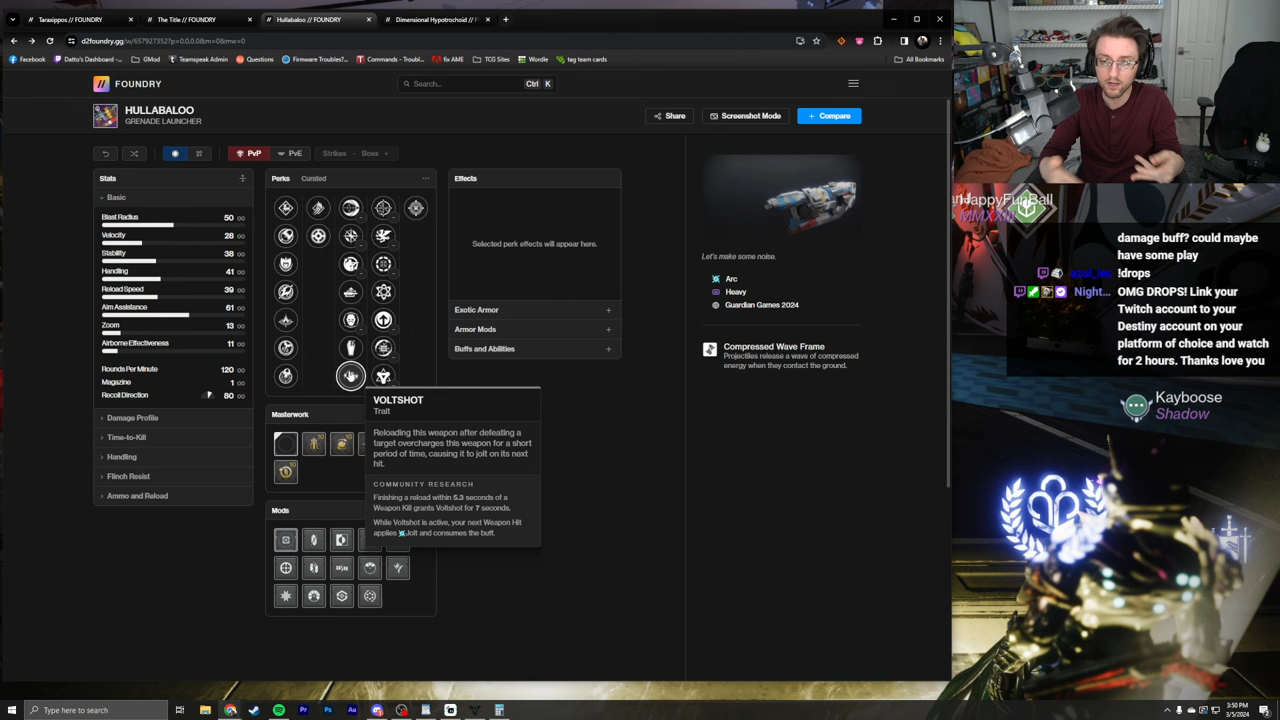 Taraxippos // FOUNDRY
The Title // FOUNDRY
Hullabaloo // FOUNDRY
Dimensional Hypotrochoid // F
d2foundry.gg/w/657927352?p=0,0,0,0&m=0&mw=0
Facebook
Datto's Dashboard -...
GMod
Teamspeak Admin
Questions
Firmware Troubles?...
Commands - Troubl...
fix AME
TCG Sites
Wordle
tag team cards
All Bookmarks
FOUNDRY
Search...
Ctrl K
HULLABALOO
GRENADE LAUNCHER
Share
Screenshot Mode
+ Compare
PvP
PvE
Strikes – Boss
Stats
Basic
Blast Radius 50
Velocity 28
Stability 38
Handling 41
Reload Speed 39
Aim Assistance 61
Zoom 13
Airborne Effectiveness 11
Rounds Per Minute 120
Magazine 1
Recoil Direction 80
Damage Profile
Time-to-Kill
Handling
Flinch Resist
Ammo and Reload
Perks Curated
Masterwork
Mods
VOLTSHOT
Trait
Reloading this weapon after defeating a
target overcharges this weapon for a short
period of time, causing it to jolt on its next
hit.
COMMUNITY RESEARCH
Finishing a reload within 5.3 seconds of a
Weapon Kill grants Voltshot for 7 seconds.
While Voltshot is active, your next Weapon Hit
applies Jolt and consumes the buff.
Effects
Selected perk effects will appear here.
Exotic Armor +
Armor Mods +
Buffs and Abilities +
Let's make some noise.
Arc
Heavy
Guardian Games 2024
Compressed Wave Frame
Projectiles release a wave of compressed
energy when they contact the ground.
HappyFunBall
MMXXIII
damage buff? could maybe
have some play
!drops
Night...
OMG DROPS! Link your
Twitch account to your
Destiny account on your
platform of choice and watch
for 2 hours. Thanks love you
Kayboose
Shadow
Type here to search
3:50 PM
3/5/2024